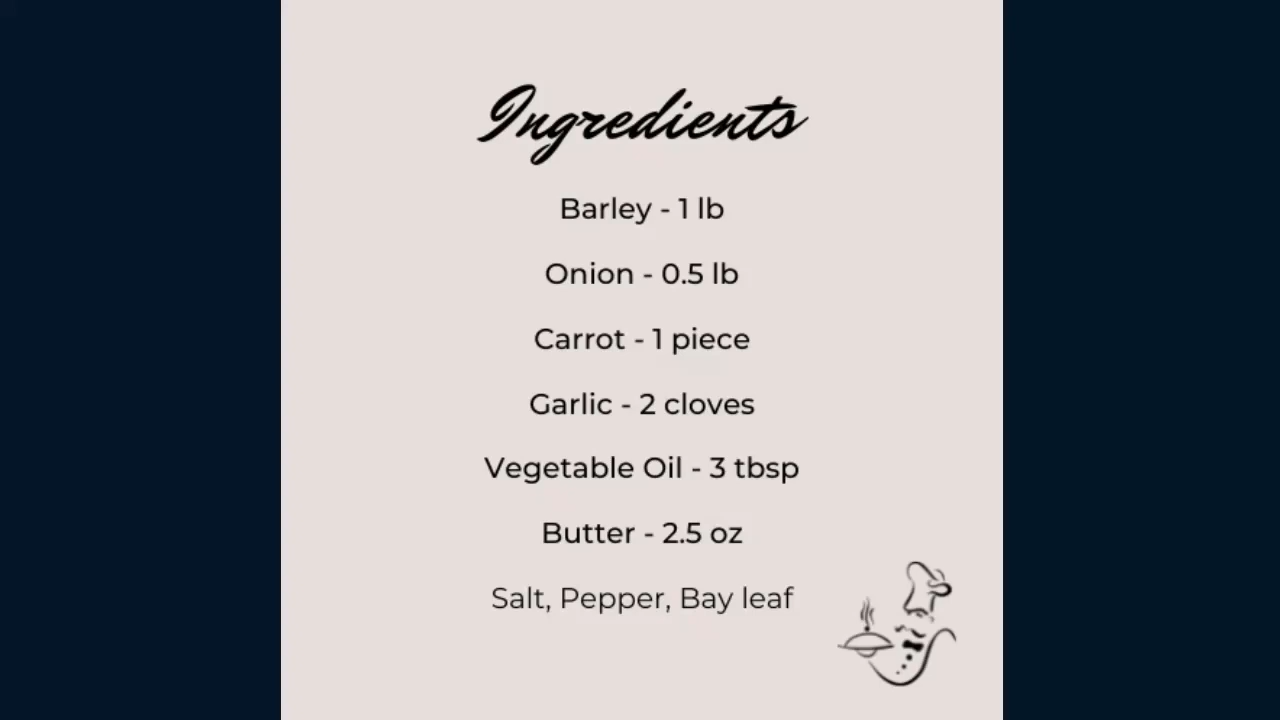 Ingredients
Barley - 1 lb
Onion - 0.5 lb
Carrot - 1 piece
Garlic - 2 cloves
Vegetable Oil - 3 tbsp
Butter - 2.5 oz
Salt, Pepper, Bay leaf